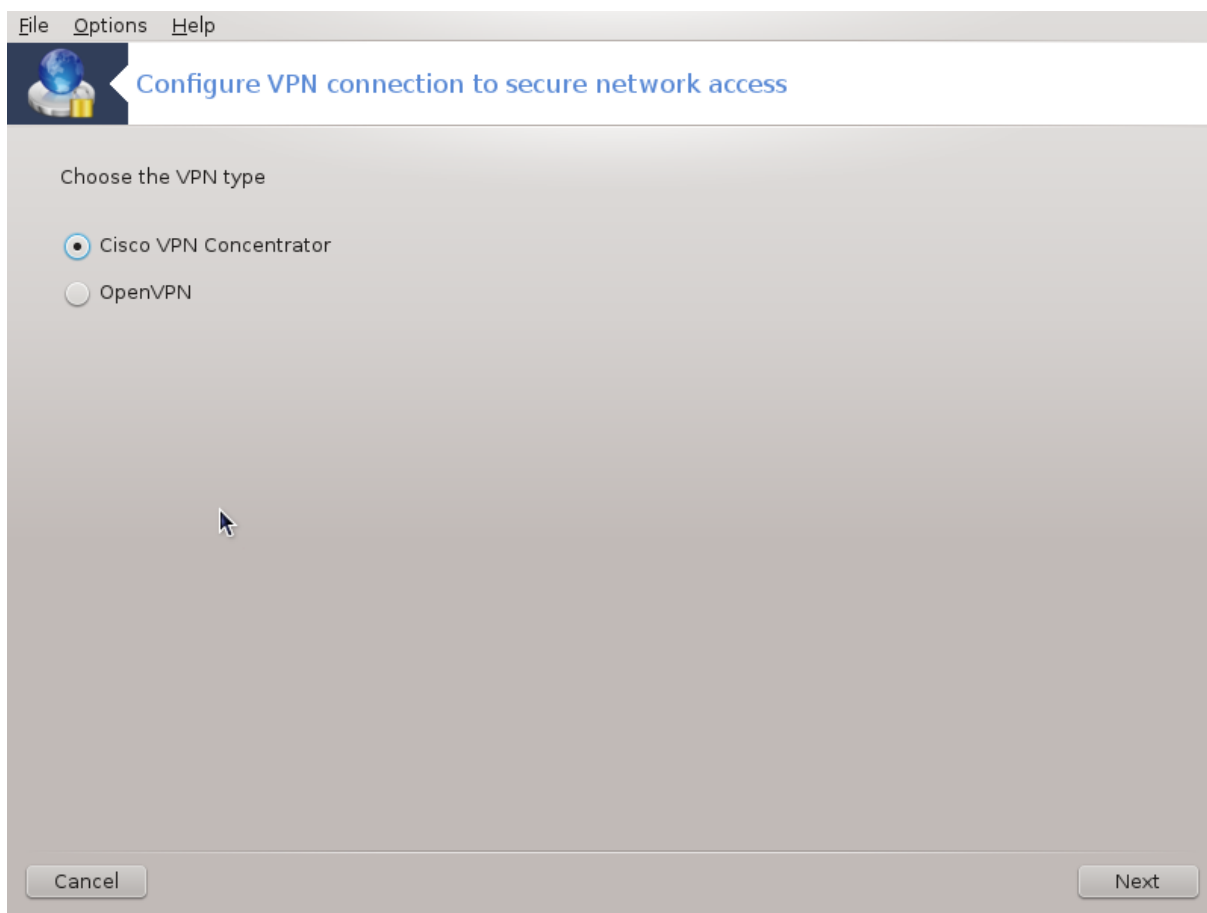 File Options Help
Configure VPN connection to secure network access
Choose the VPN type
Cisco VPN Concentrator
OpenVPN
Cancel Next